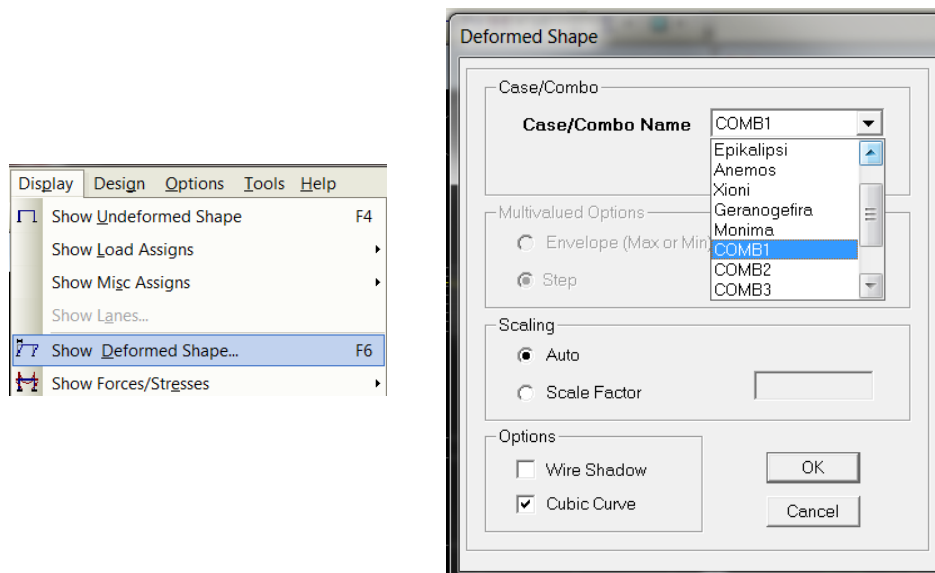 Display Design Options Tools Help
Show Undeformed Shape F4
Show Load Assigns
Show Misc Assigns
Show Lanes...
Show Deformed Shape... F6
Show Forces/Stresses
Deformed Shape
Case/Combo
Case/Combo Name COMB1
Epikalipsi
Anemos
Xioni
Geranogefira
Monima
COMB1
COMB2
COMB3
Multivalued Options
Envelope (Max or Min)
Step
Scaling
Auto
Scale Factor
Options
Wire Shadow
Cubic Curve
OK
Cancel